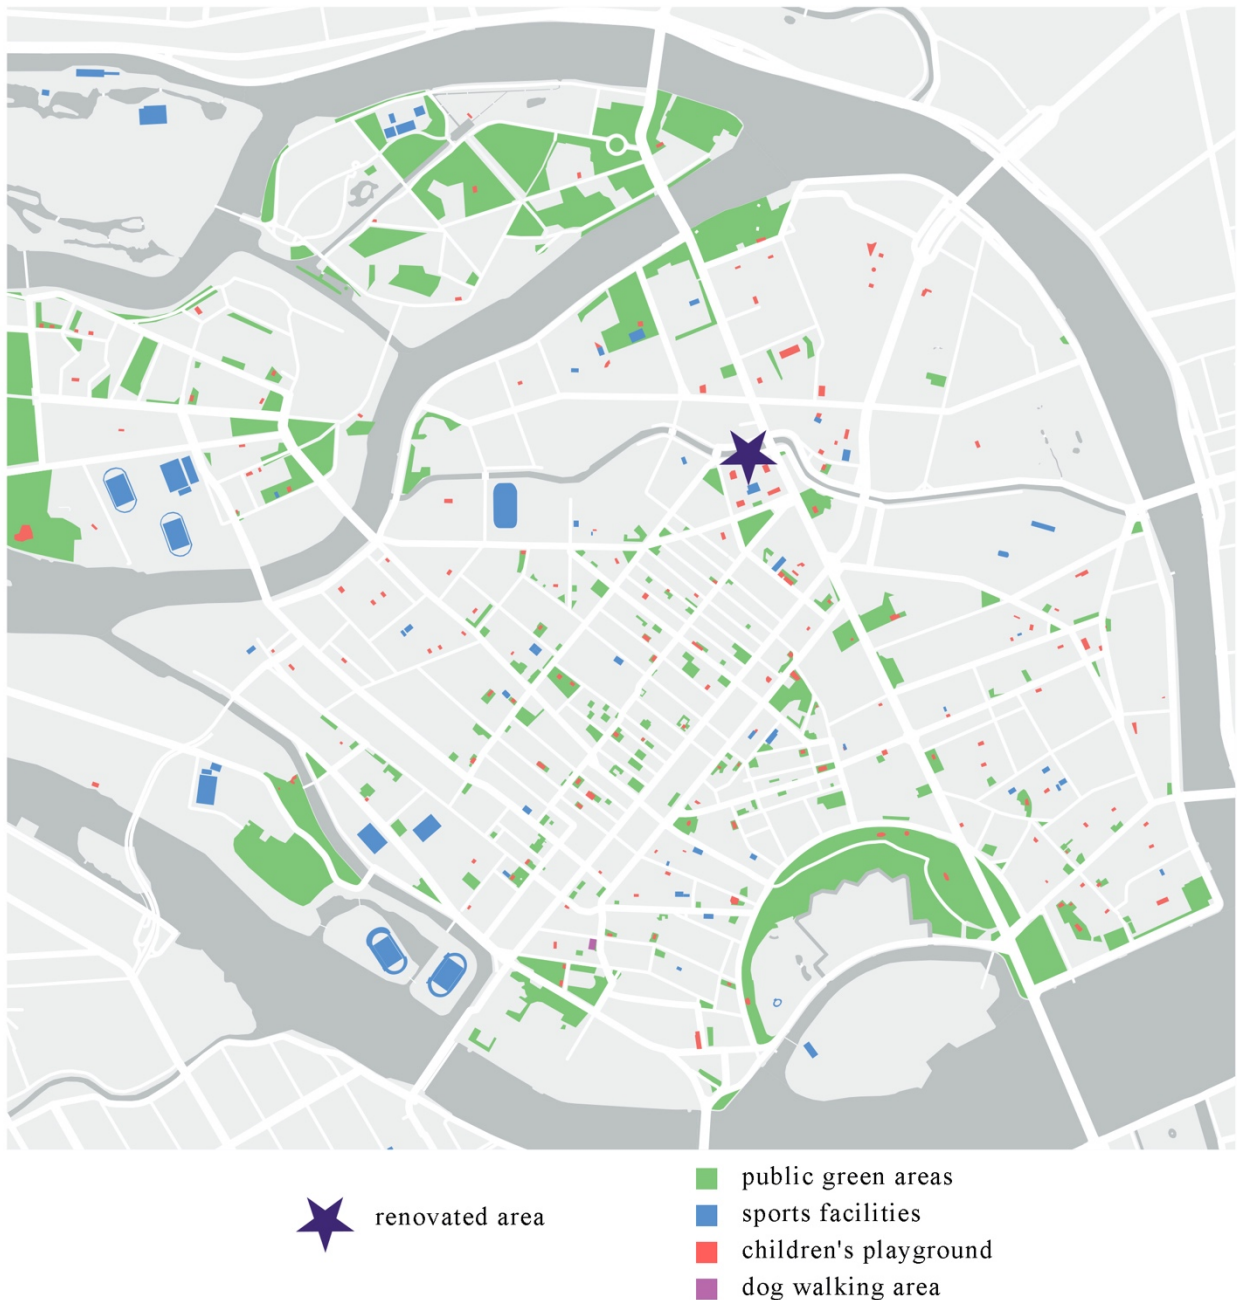 renovated area
public green areas
sports facilities
children's playground
dog walking area